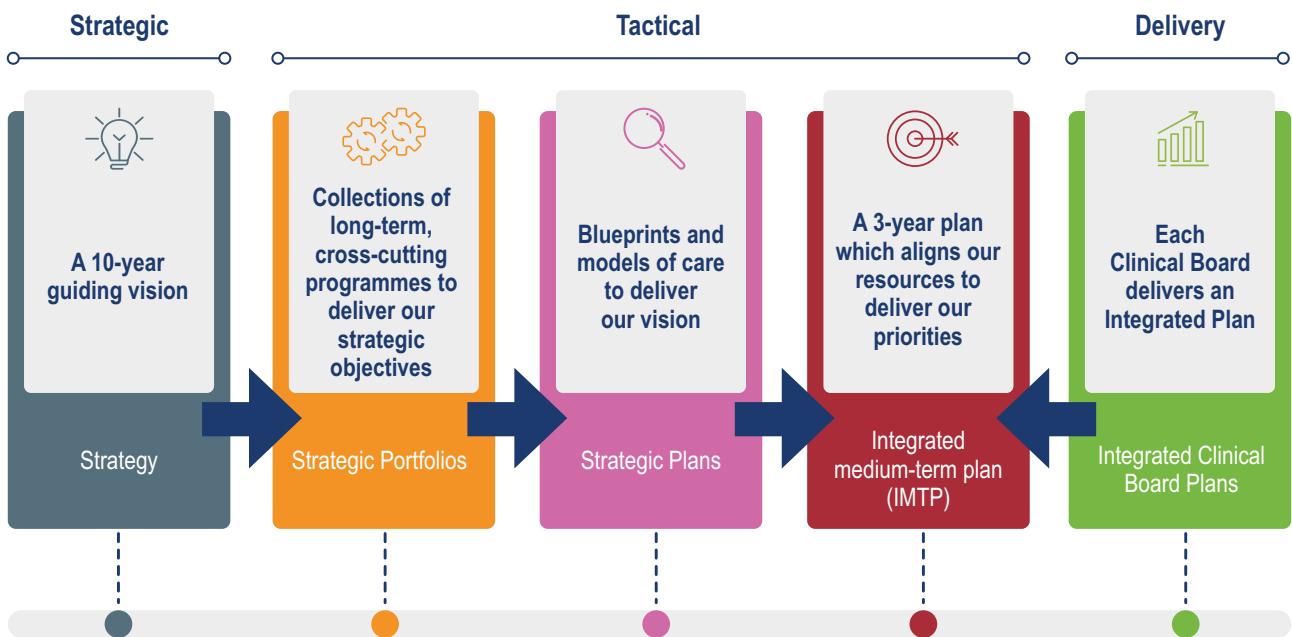 Strategic
Tactical
Delivery
A 10-year
guiding vision
Strategy
Collections of
long-term,
cross-cutting
programmes to
deliver our
strategic
objectives
Strategic Portfolios
Blueprints and
models of care
to deliver
our vision
Strategic Plans
A 3-year plan
which aligns our
resources to
deliver our
priorities
Integrated
medium-term plan
(IMTP)
Each
Clinical Board
delivers an
Integrated Plan
Integrated Clinical
Board Plans